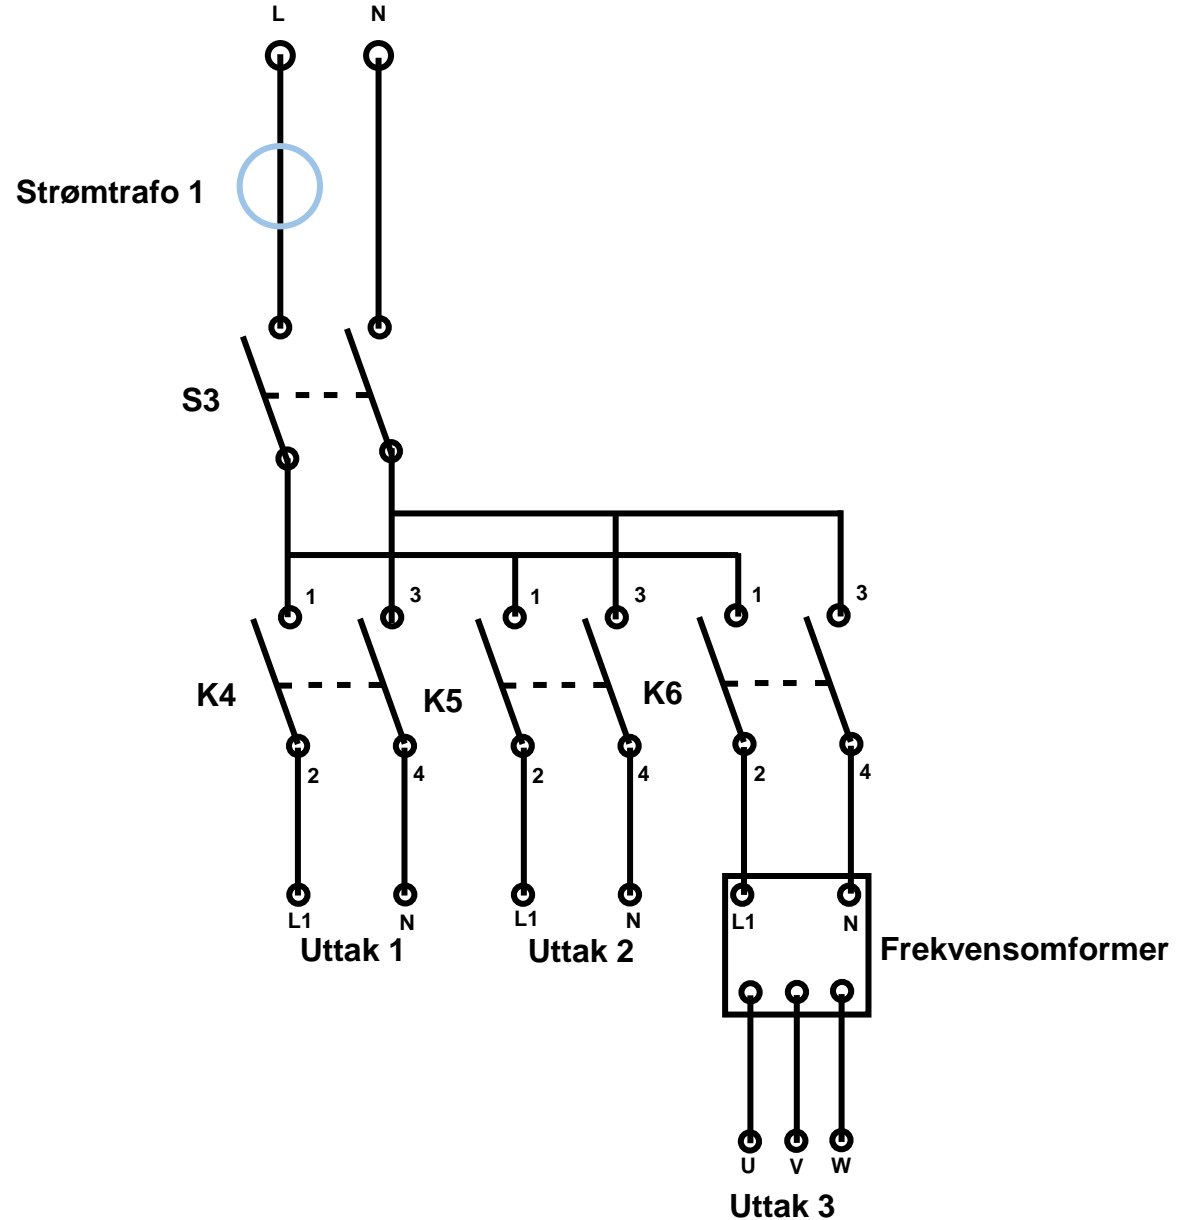 L N
Strømtrafo 1
S3
1 3 1 3 1 3
K4 K5 K6
2 4 2 4 2 4
L1 N L1 N L1 N
Uttak 1 Uttak 2 Frekvensomformer
U V W
Uttak 3